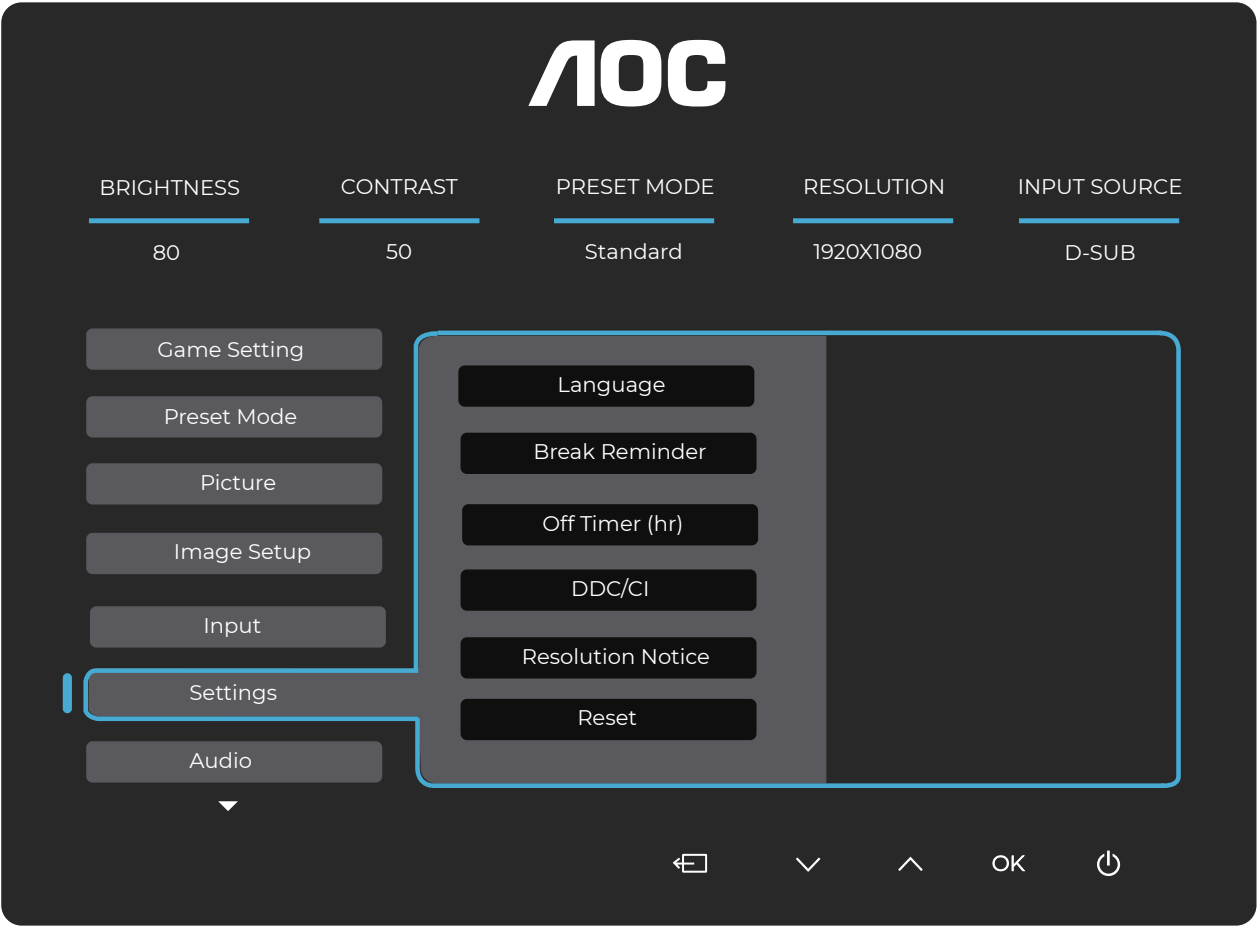 AOC
BRIGHTNESS
CONTRAST
PRESET MODE
RESOLUTION
INPUT SOURCE
80
50
Standard
1920X1080
D-SUB
Game Setting
Preset Mode
Picture
Image Setup
Input
Settings
Audio
Language
Break Reminder
Off Timer (hr)
DDC/CI
Resolution Notice
Reset
OK